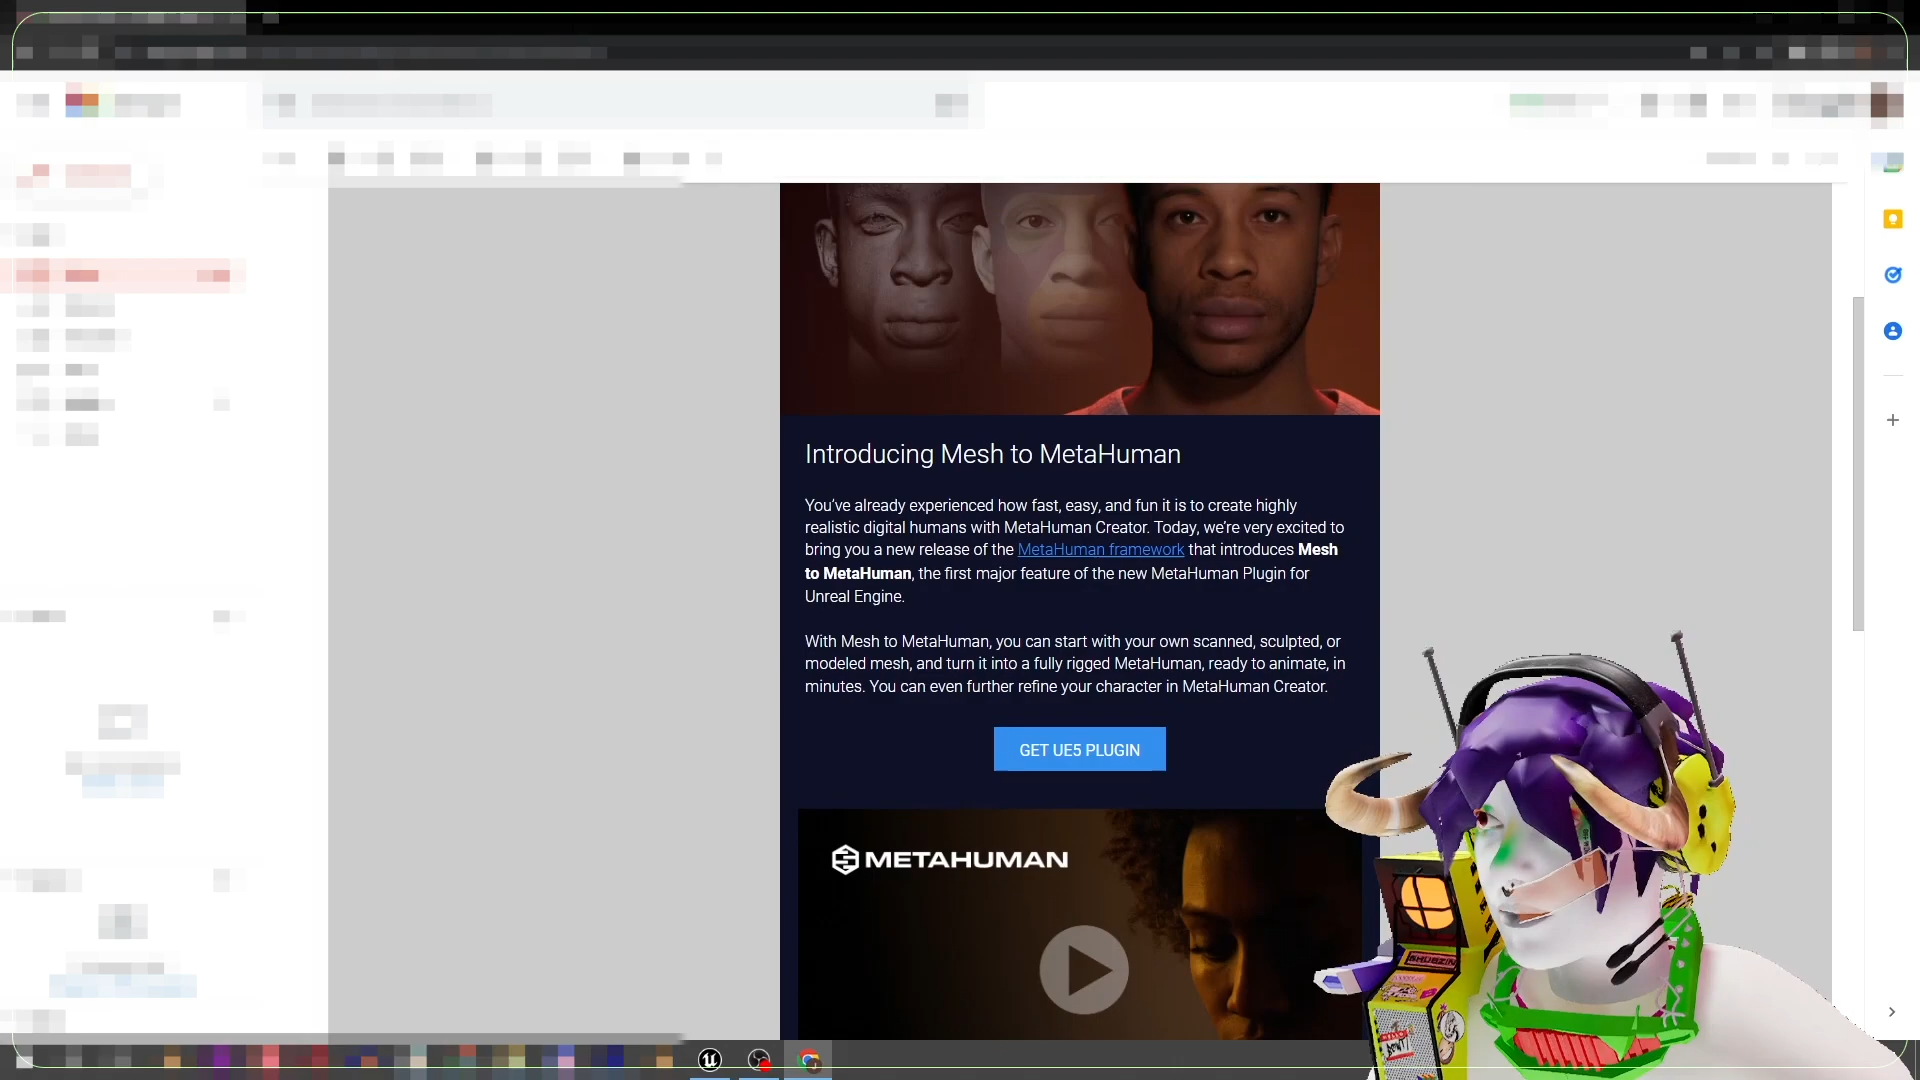 Introducing Mesh to MetaHuman
You've already experienced how fast, easy, and fun it is to create highly
realistic digital humans with MetaHuman Creator. Today, we're very excited to
bring you a new release of the MetaHuman framework that introduces Mesh
to MetaHuman, the first major feature of the new MetaHuman Plugin for
Unreal Engine.
With Mesh to MetaHuman, you can start with your own scanned, sculpted, or
modeled mesh, and turn it into a fully rigged MetaHuman, ready to animate, in
minutes. You can even further refine your character in MetaHuman Creator.
GET UE5 PLUGIN
METAHUMAN